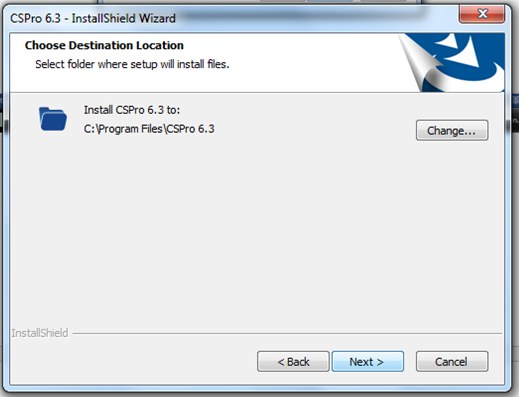 CSPro 6.3 - InstallShield Wizard
Choose Destination Location
Select folder where setup will install files.
Install CSPro 6.3 to:
C:\Program Files\CSPro 6.3
Change...
InstallShield
< Back
Next >
Cancel